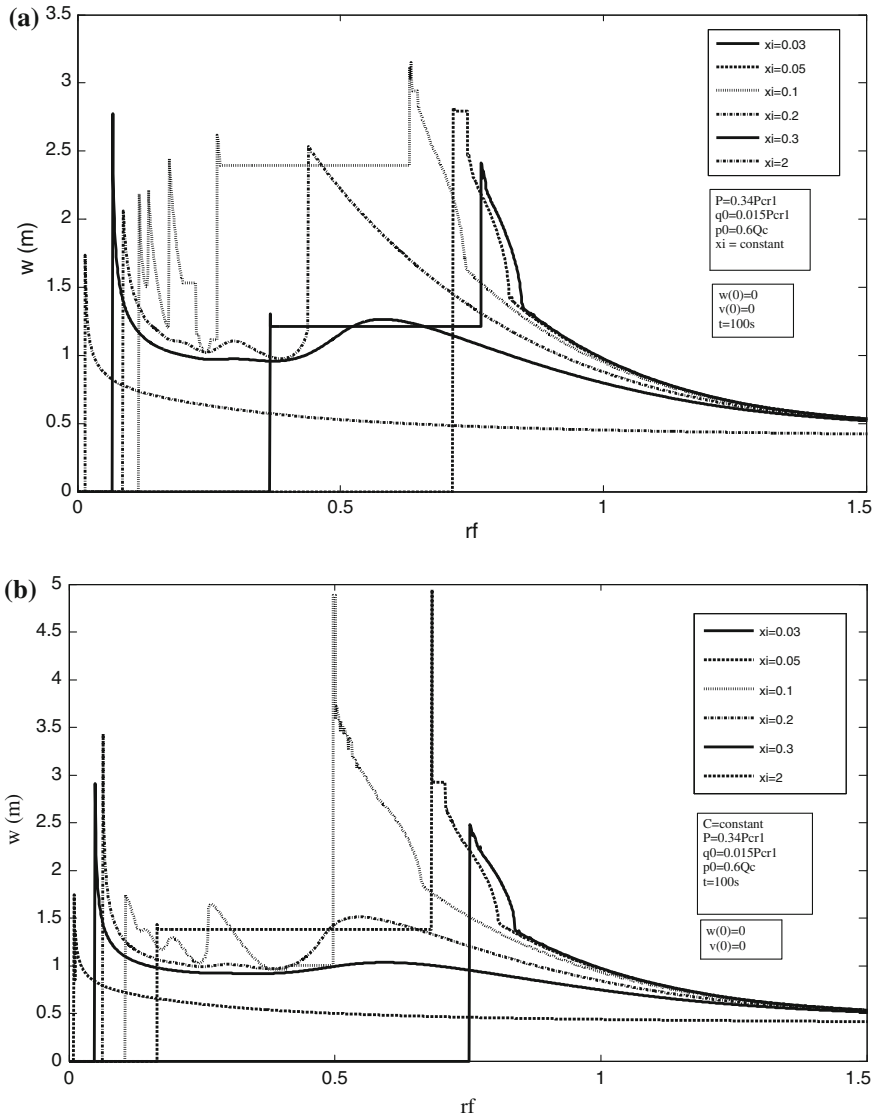 (a)
3.5
3
2.5
2
1.5
1
0.5
0
w (m)
0
0.5
1
1.5
rf
xi=0.03
xi=0.05
xi=0.1
xi=0.2
xi=0.3
xi=2
P=0.34Pcr1
q0=0.015Pcr1
p0=0.6Qc
xi = constant
w(0)=0
v(0)=0
t=100s
(b)
5
4.5
4
3.5
3
2.5
2
1.5
1
0.5
0
w (m)
0
0.5
1
1.5
rf
xi=0.03
xi=0.05
xi=0.1
xi=0.2
xi=0.3
xi=2
C=constant
P=0.34Pcr1
q0=0.015Pcr1
p0=0.6Qc
t=100s
w(0)=0
v(0)=0